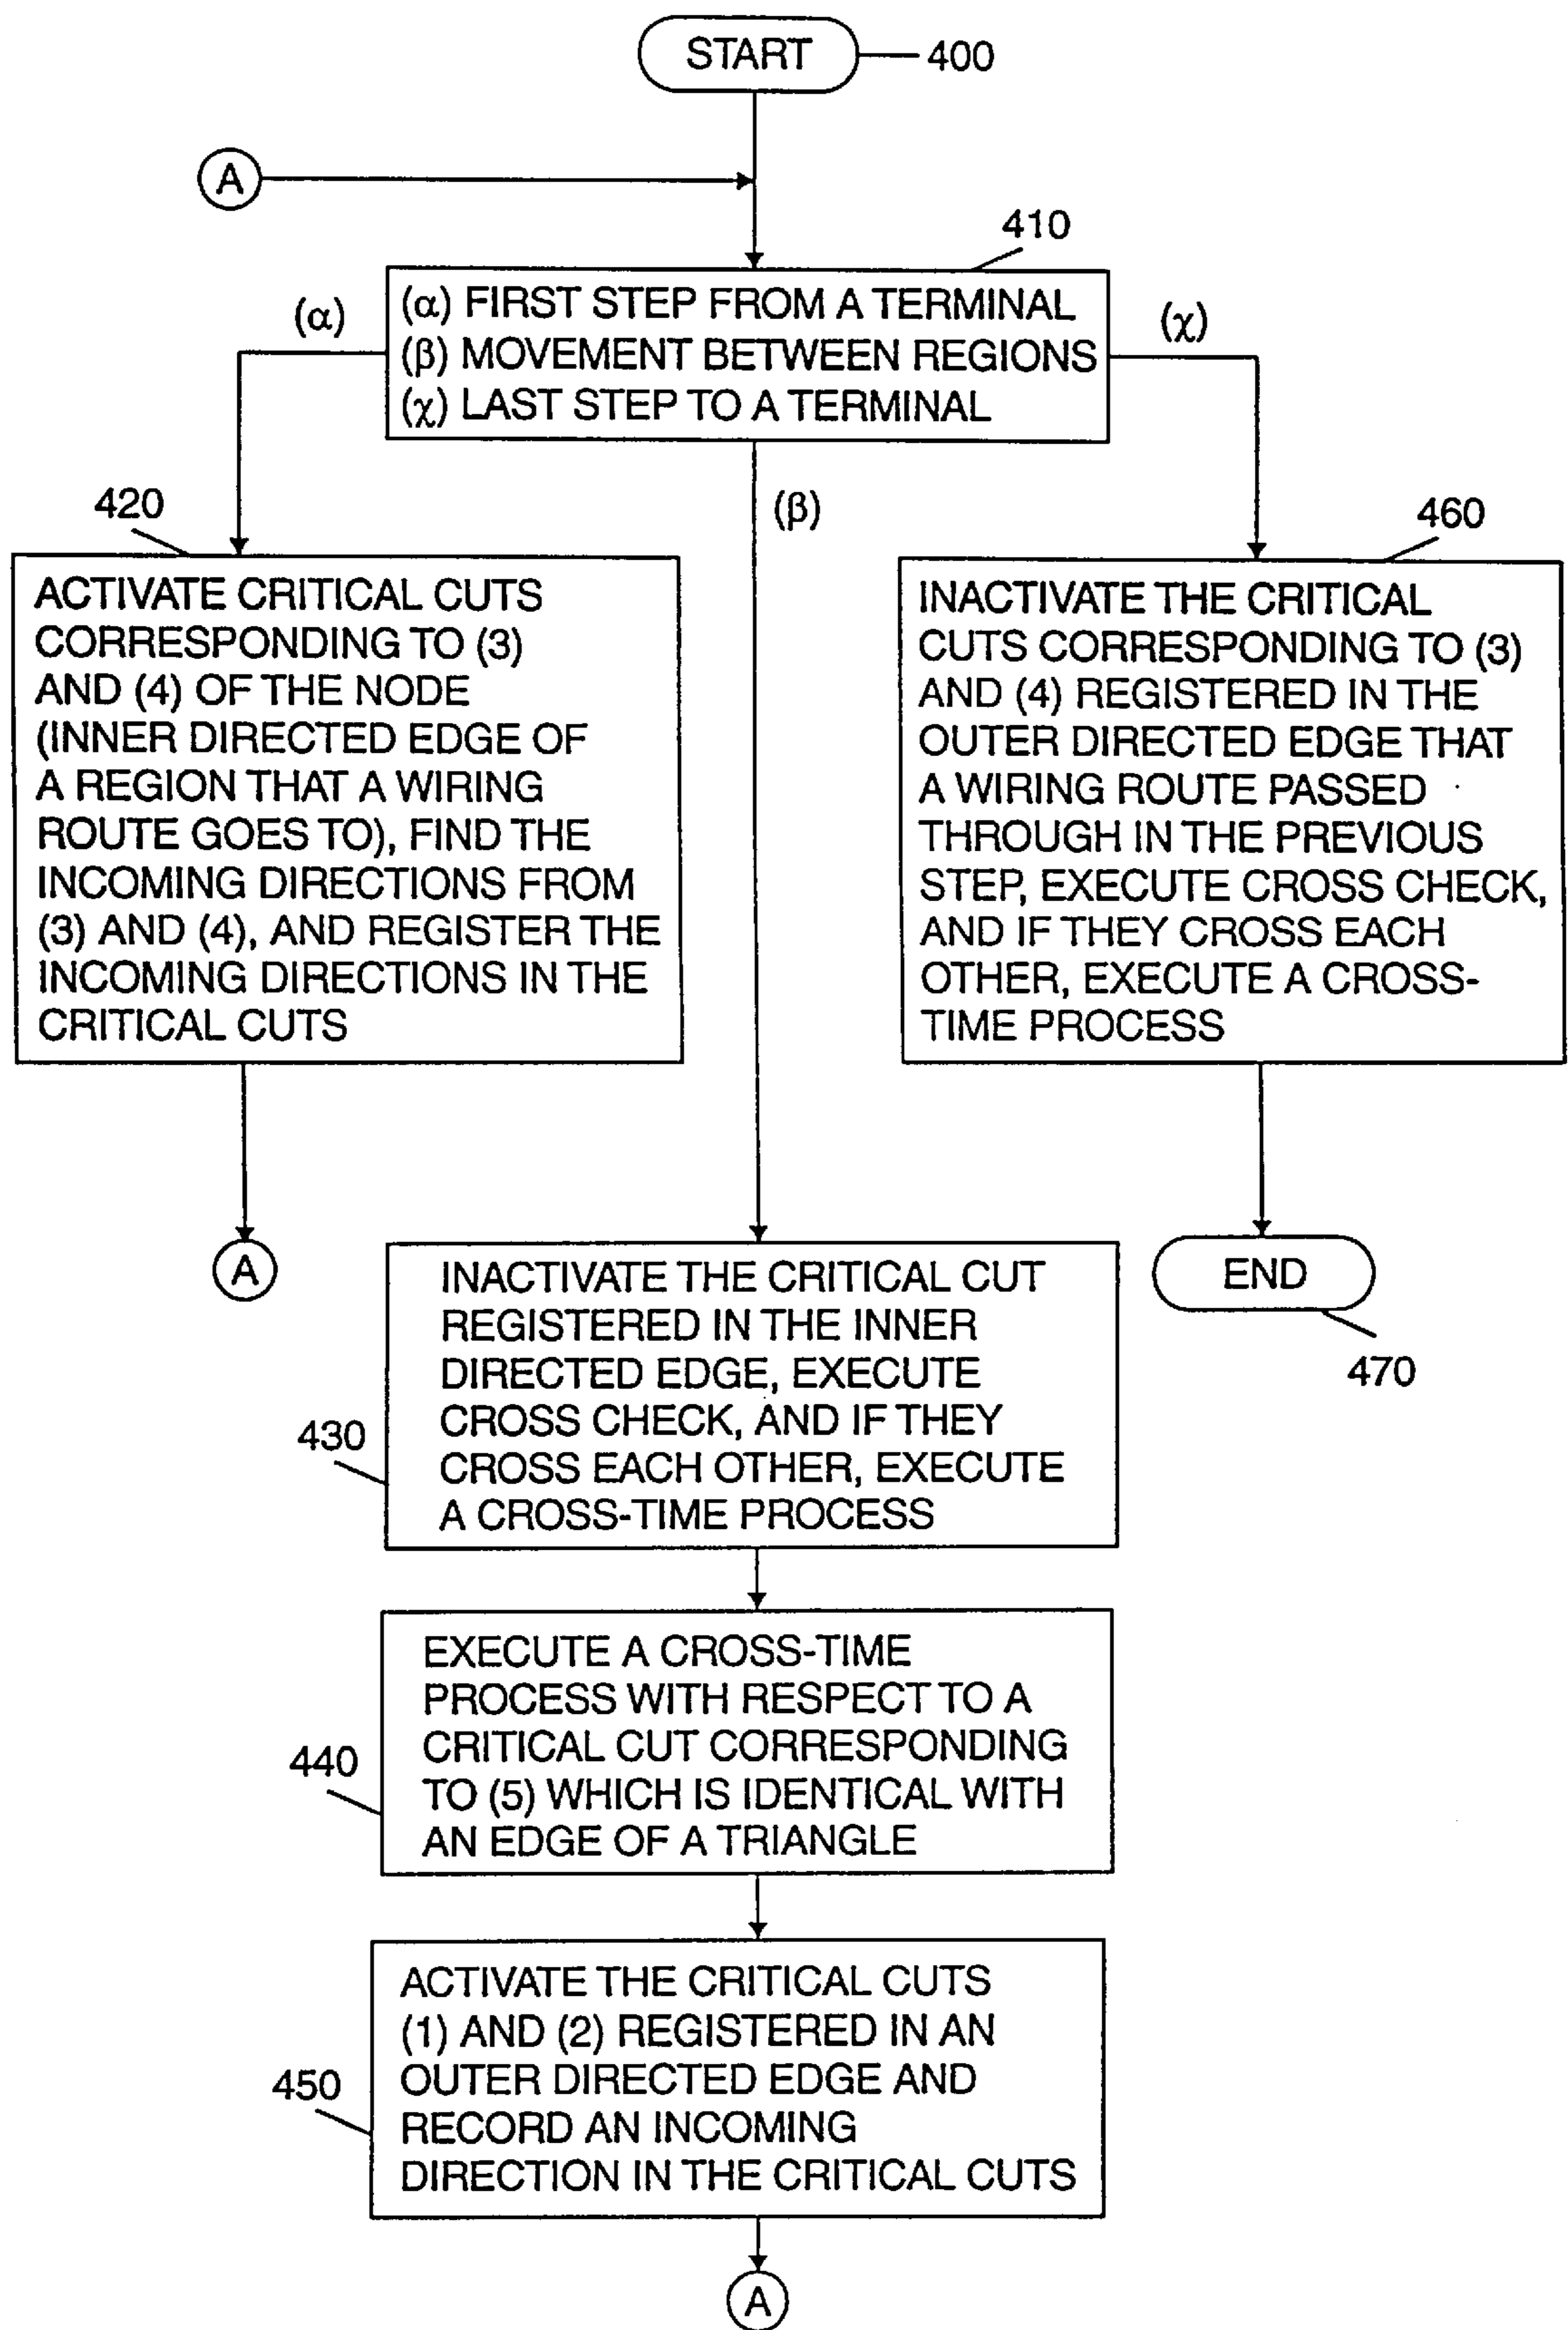 START
400
A
410
(α)
(α) FIRST STEP FROM A TERMINAL
(β) MOVEMENT BETWEEN REGIONS
(χ) LAST STEP TO A TERMINAL
(χ)
420
(β)
460
ACTIVATE CRITICAL CUTS
CORRESPONDING TO (3)
AND (4) OF THE NODE
(INNER DIRECTED EDGE OF
A REGION THAT A WIRING
ROUTE GOES TO), FIND THE
INCOMING DIRECTIONS FROM
(3) AND (4), AND REGISTER THE
INCOMING DIRECTIONS IN THE
CRITICAL CUTS
INACTIVATE THE CRITICAL
CUTS CORRESPONDING TO (3)
AND (4) REGISTERED IN THE
OUTER DIRECTED EDGE THAT
A WIRING ROUTE PASSED
THROUGH IN THE PREVIOUS
STEP, EXECUTE CROSS CHECK,
AND IF THEY CROSS EACH
OTHER, EXECUTE A CROSS-
TIME PROCESS
A
END
470
430
INACTIVATE THE CRITICAL CUT
REGISTERED IN THE INNER
DIRECTED EDGE, EXECUTE
CROSS CHECK, AND IF THEY
CROSS EACH OTHER, EXECUTE
A CROSS-TIME PROCESS
440
EXECUTE A CROSS-TIME
PROCESS WITH RESPECT TO A
CRITICAL CUT CORRESPONDING
TO (5) WHICH IS IDENTICAL WITH
AN EDGE OF A TRIANGLE
450
ACTIVATE THE CRITICAL CUTS
(1) AND (2) REGISTERED IN AN
OUTER DIRECTED EDGE AND
RECORD AN INCOMING
DIRECTION IN THE CRITICAL CUTS
A